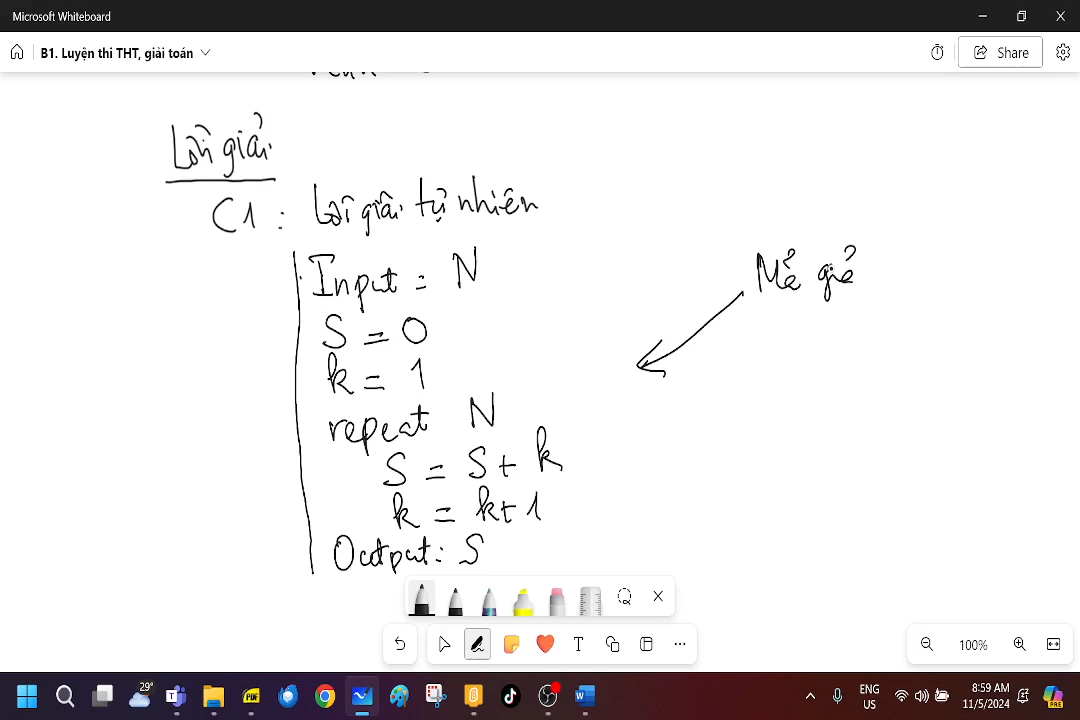 Microsoft Whiteboard
B1. Luyện thi THT, giải toán
Share
Lời giải
C1 : Lời giải tự nhiên
Input = N
S = 0
k = 1
repeat N
S = S + k
k = k+1
Output: S
Mã giả
100%
29°
ENG
US
8:59 AM
11/5/2024
PRE